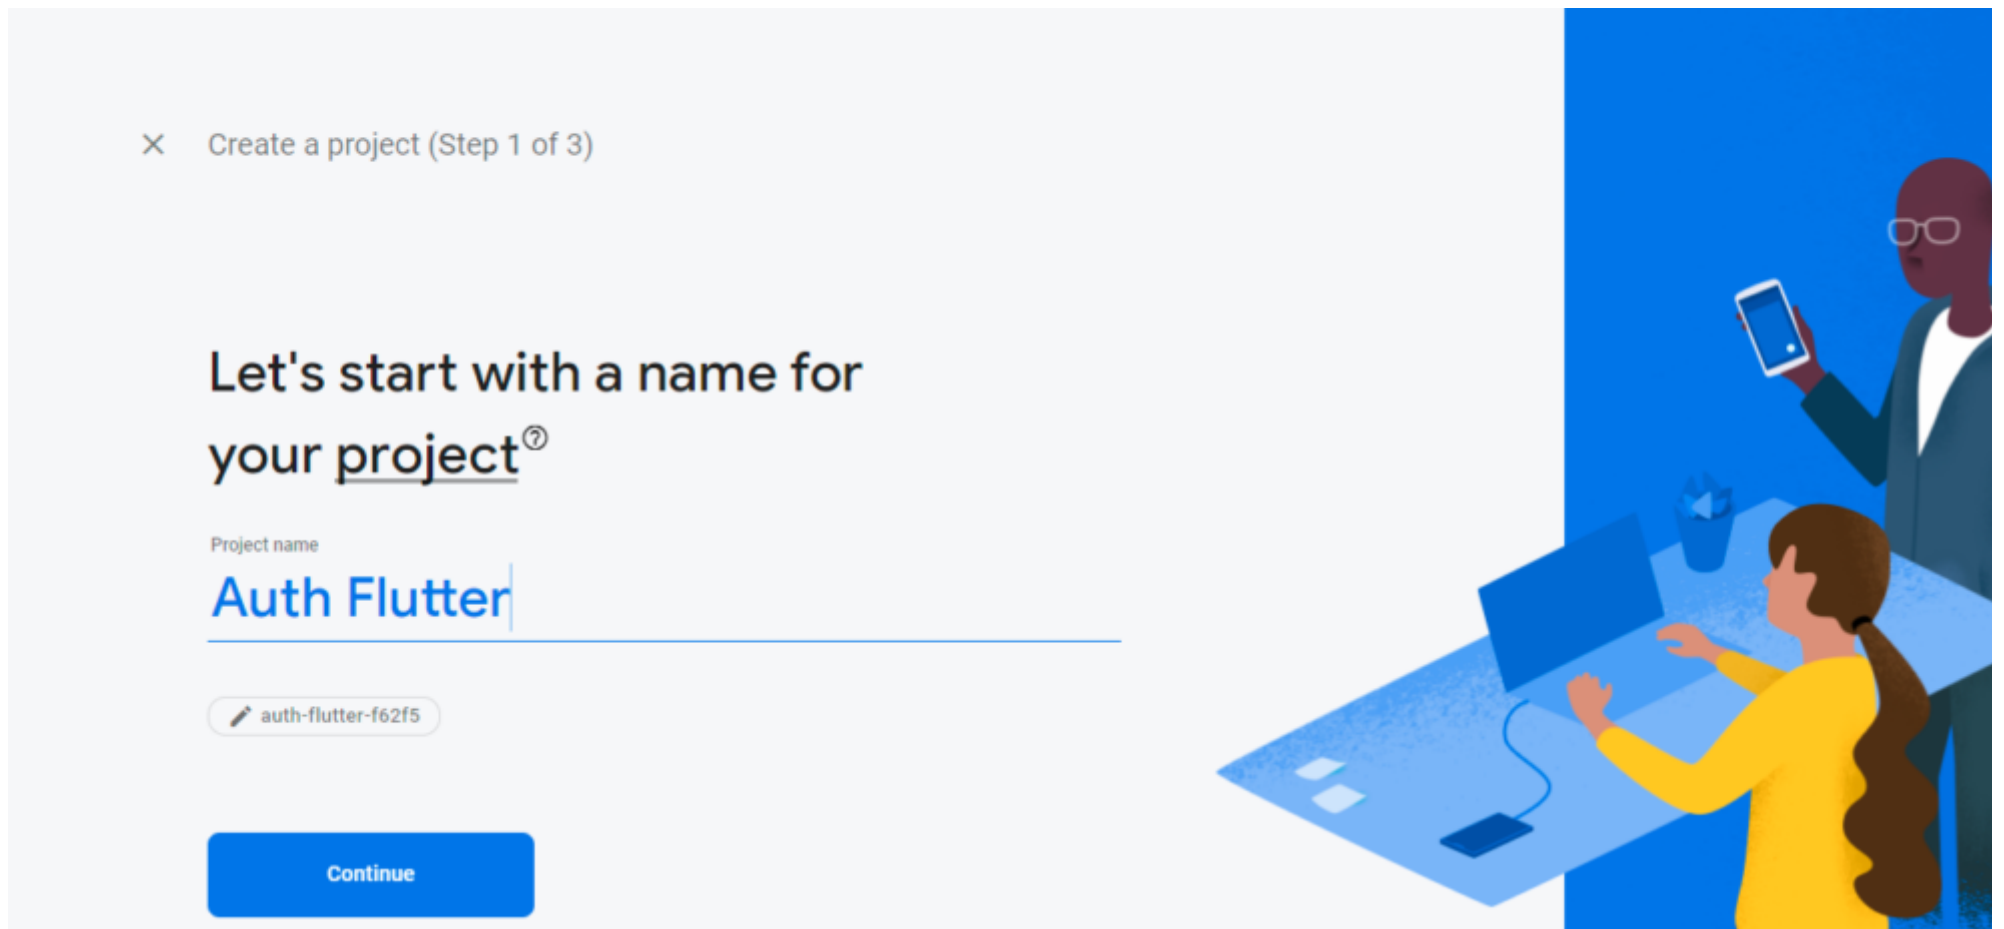 Create a project (Step 1 of 3)
Let's start with a name for
your project
Project name
Auth Flutter
auth-flutter-f62f5
Continue